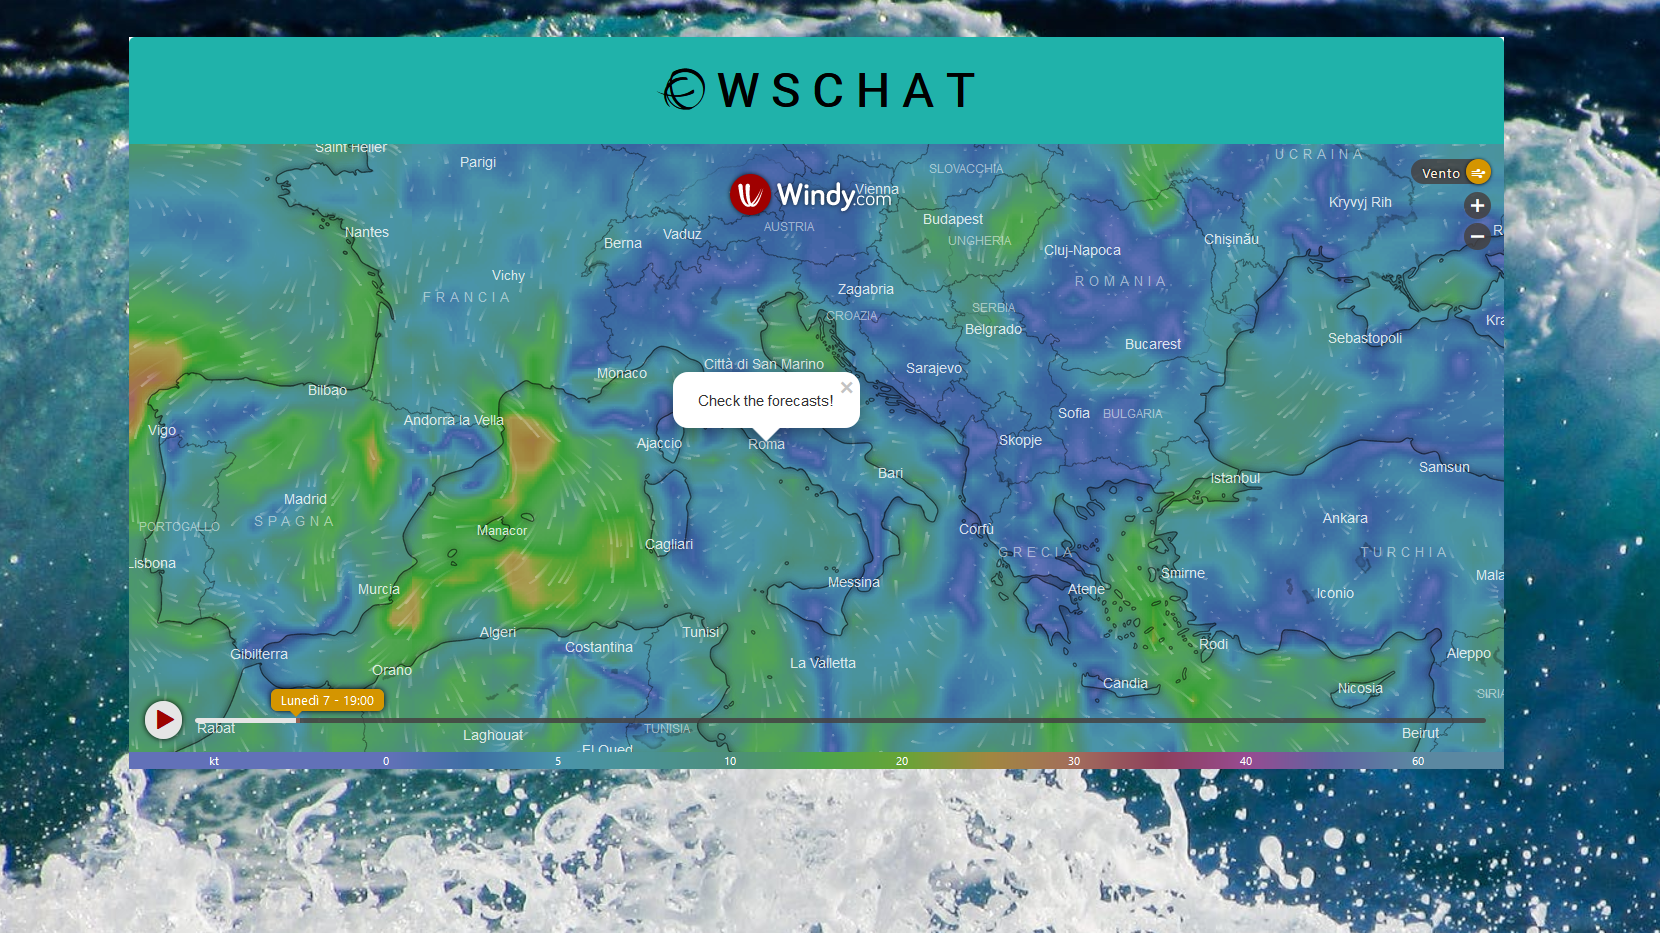 WSCHAT
Saint Helier
Parigi
Windy.com
Vienna
SLOVACCHIA
UCRAINA
Vento
Kryvyj Rih
Nantes
Berna
Vaduz
AUSTRIA
Budapest
UNGHERIA
Cluj-Napoca
Chișinău
+
−
Vichy
FRANCIA
Zagabria
ROMANIA
CROAZIA
SERBIA
Belgrado
Bucarest
Sebastopoli
Monaco
Città di San Marino
Sarajevo
Bilbao
Check the forecasts!
×
Vigo
Andorra la Vella
Ajaccio
Roma
Sofia
BULGARIA
Skopje
Bari
Istanbul
Samsun
Madrid
SPAGNA
PORTOGALLO
Manacor
Corfù
Ankara
Lisbona
Cagliari
GRECIA
TURCHIA
Murcia
Messina
Atene
Smirne
Iconio
Algeri
Costantina
Tunisi
Gibilterra
Orano
La Valletta
Rodi
Aleppo
Candia
Nicosia
Lunedì 7 - 19:00
Rabat
Laghouat
El Oued
TUNISIA
Beirut
SIRIA
kt 0 5 10 20 30 40 60